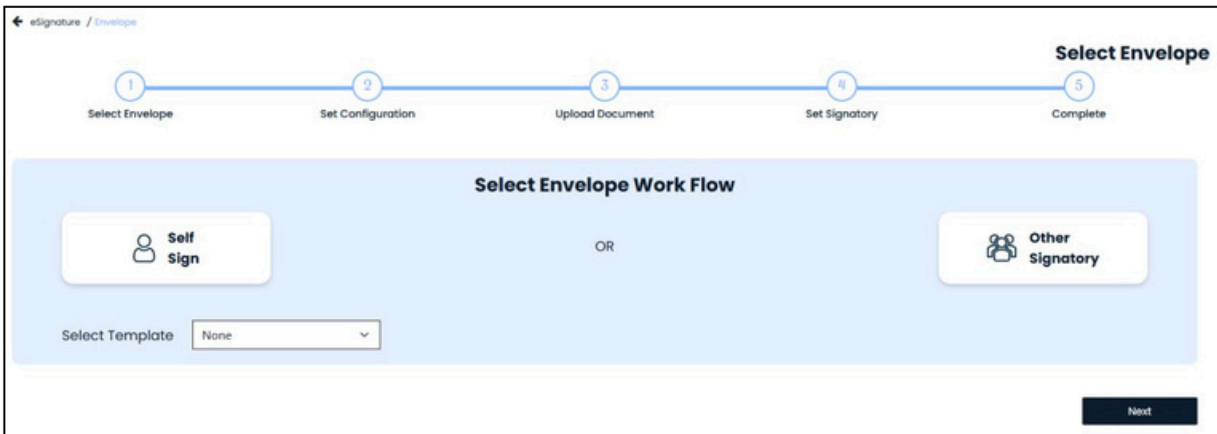 eSignature / Envelope
Select Envelope
1 2 3 4 5
Select Envelope Set Configuration Upload Document Set Signatory Complete
Select Envelope Work Flow
Self
Sign
OR
Other
Signatory
Select Template None
Next